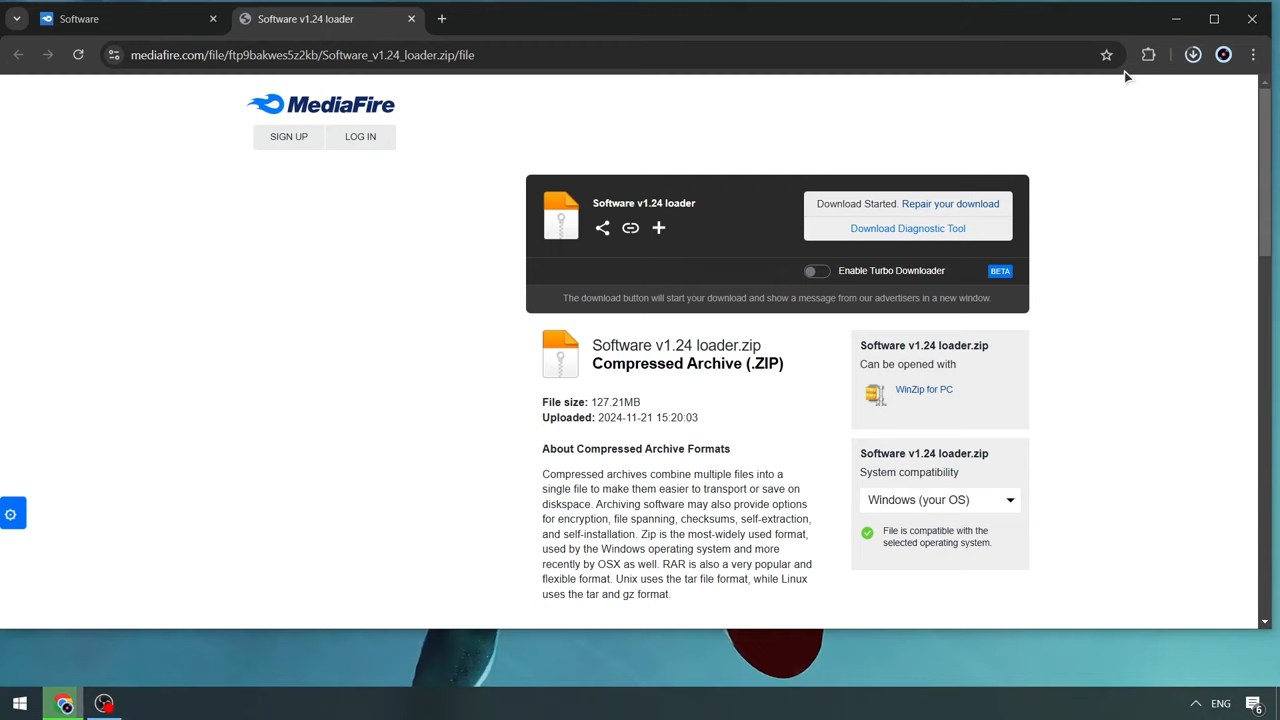 Software
Software v1.24 loader
mediafire.com/file/ftp9bakwes5z2kb/Software_v1.24_loader.zip/file
MediaFire
SIGN UP
LOG IN
Software v1.24 loader
Download Started. Repair your download
Download Diagnostic Tool
Enable Turbo Downloader
BETA
The download button will start your download and show a message from our advertisers in a new window.
Software v1.24 loader.zip
Compressed Archive (.ZIP)
File size: 127.21MB
Uploaded: 2024-11-21 15:20:03
About Compressed Archive Formats
Compressed archives combine multiple files into a
single file to make them easier to transport or save on
diskspace. Archiving software may also provide options
for encryption, file spanning, checksums, self-extraction,
and self-installation. Zip is the most-widely used format,
used by the Windows operating system and more
recently by OSX as well. RAR is also a very popular and
flexible format. Unix uses the tar file format, while Linux
uses the tar and gz format.
Software v1.24 loader.zip
Can be opened with
WinZip for PC
Software v1.24 loader.zip
System compatibility
Windows (your OS)
File is compatible with the
selected operating system.
ENG
6